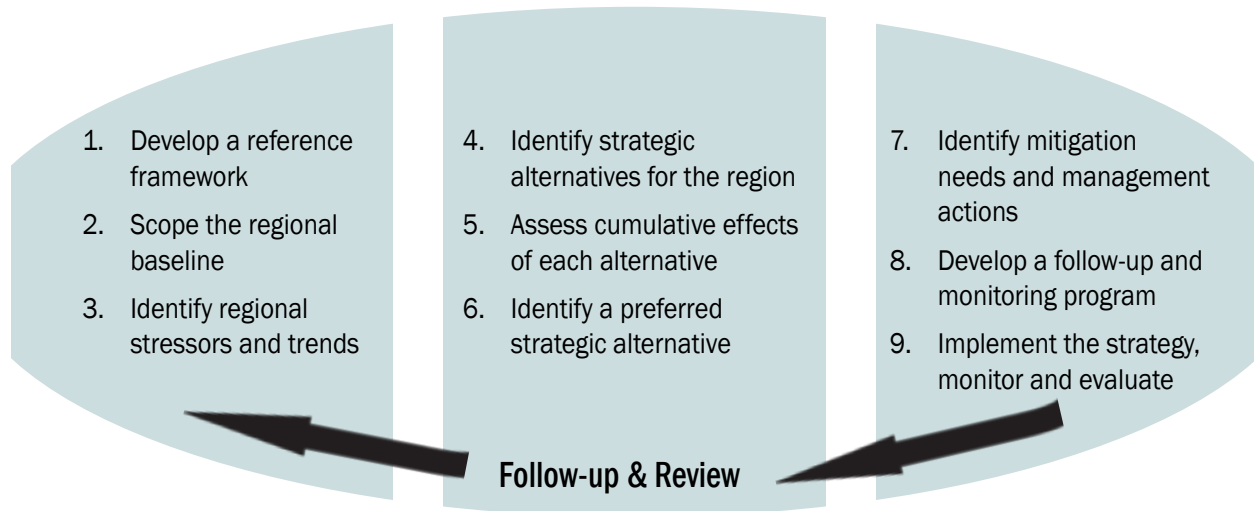 1. Develop a reference
framework
2. Scope the regional
baseline
3. Identify regional
stressors and trends
4. Identify strategic
alternatives for the region
5. Assess cumulative effects
of each alternative
6. Identify a preferred
strategic alternative
7. Identify mitigation
needs and management
actions
8. Develop a follow-up and
monitoring program
9. Implement the strategy,
monitor and evaluate
Follow-up & Review